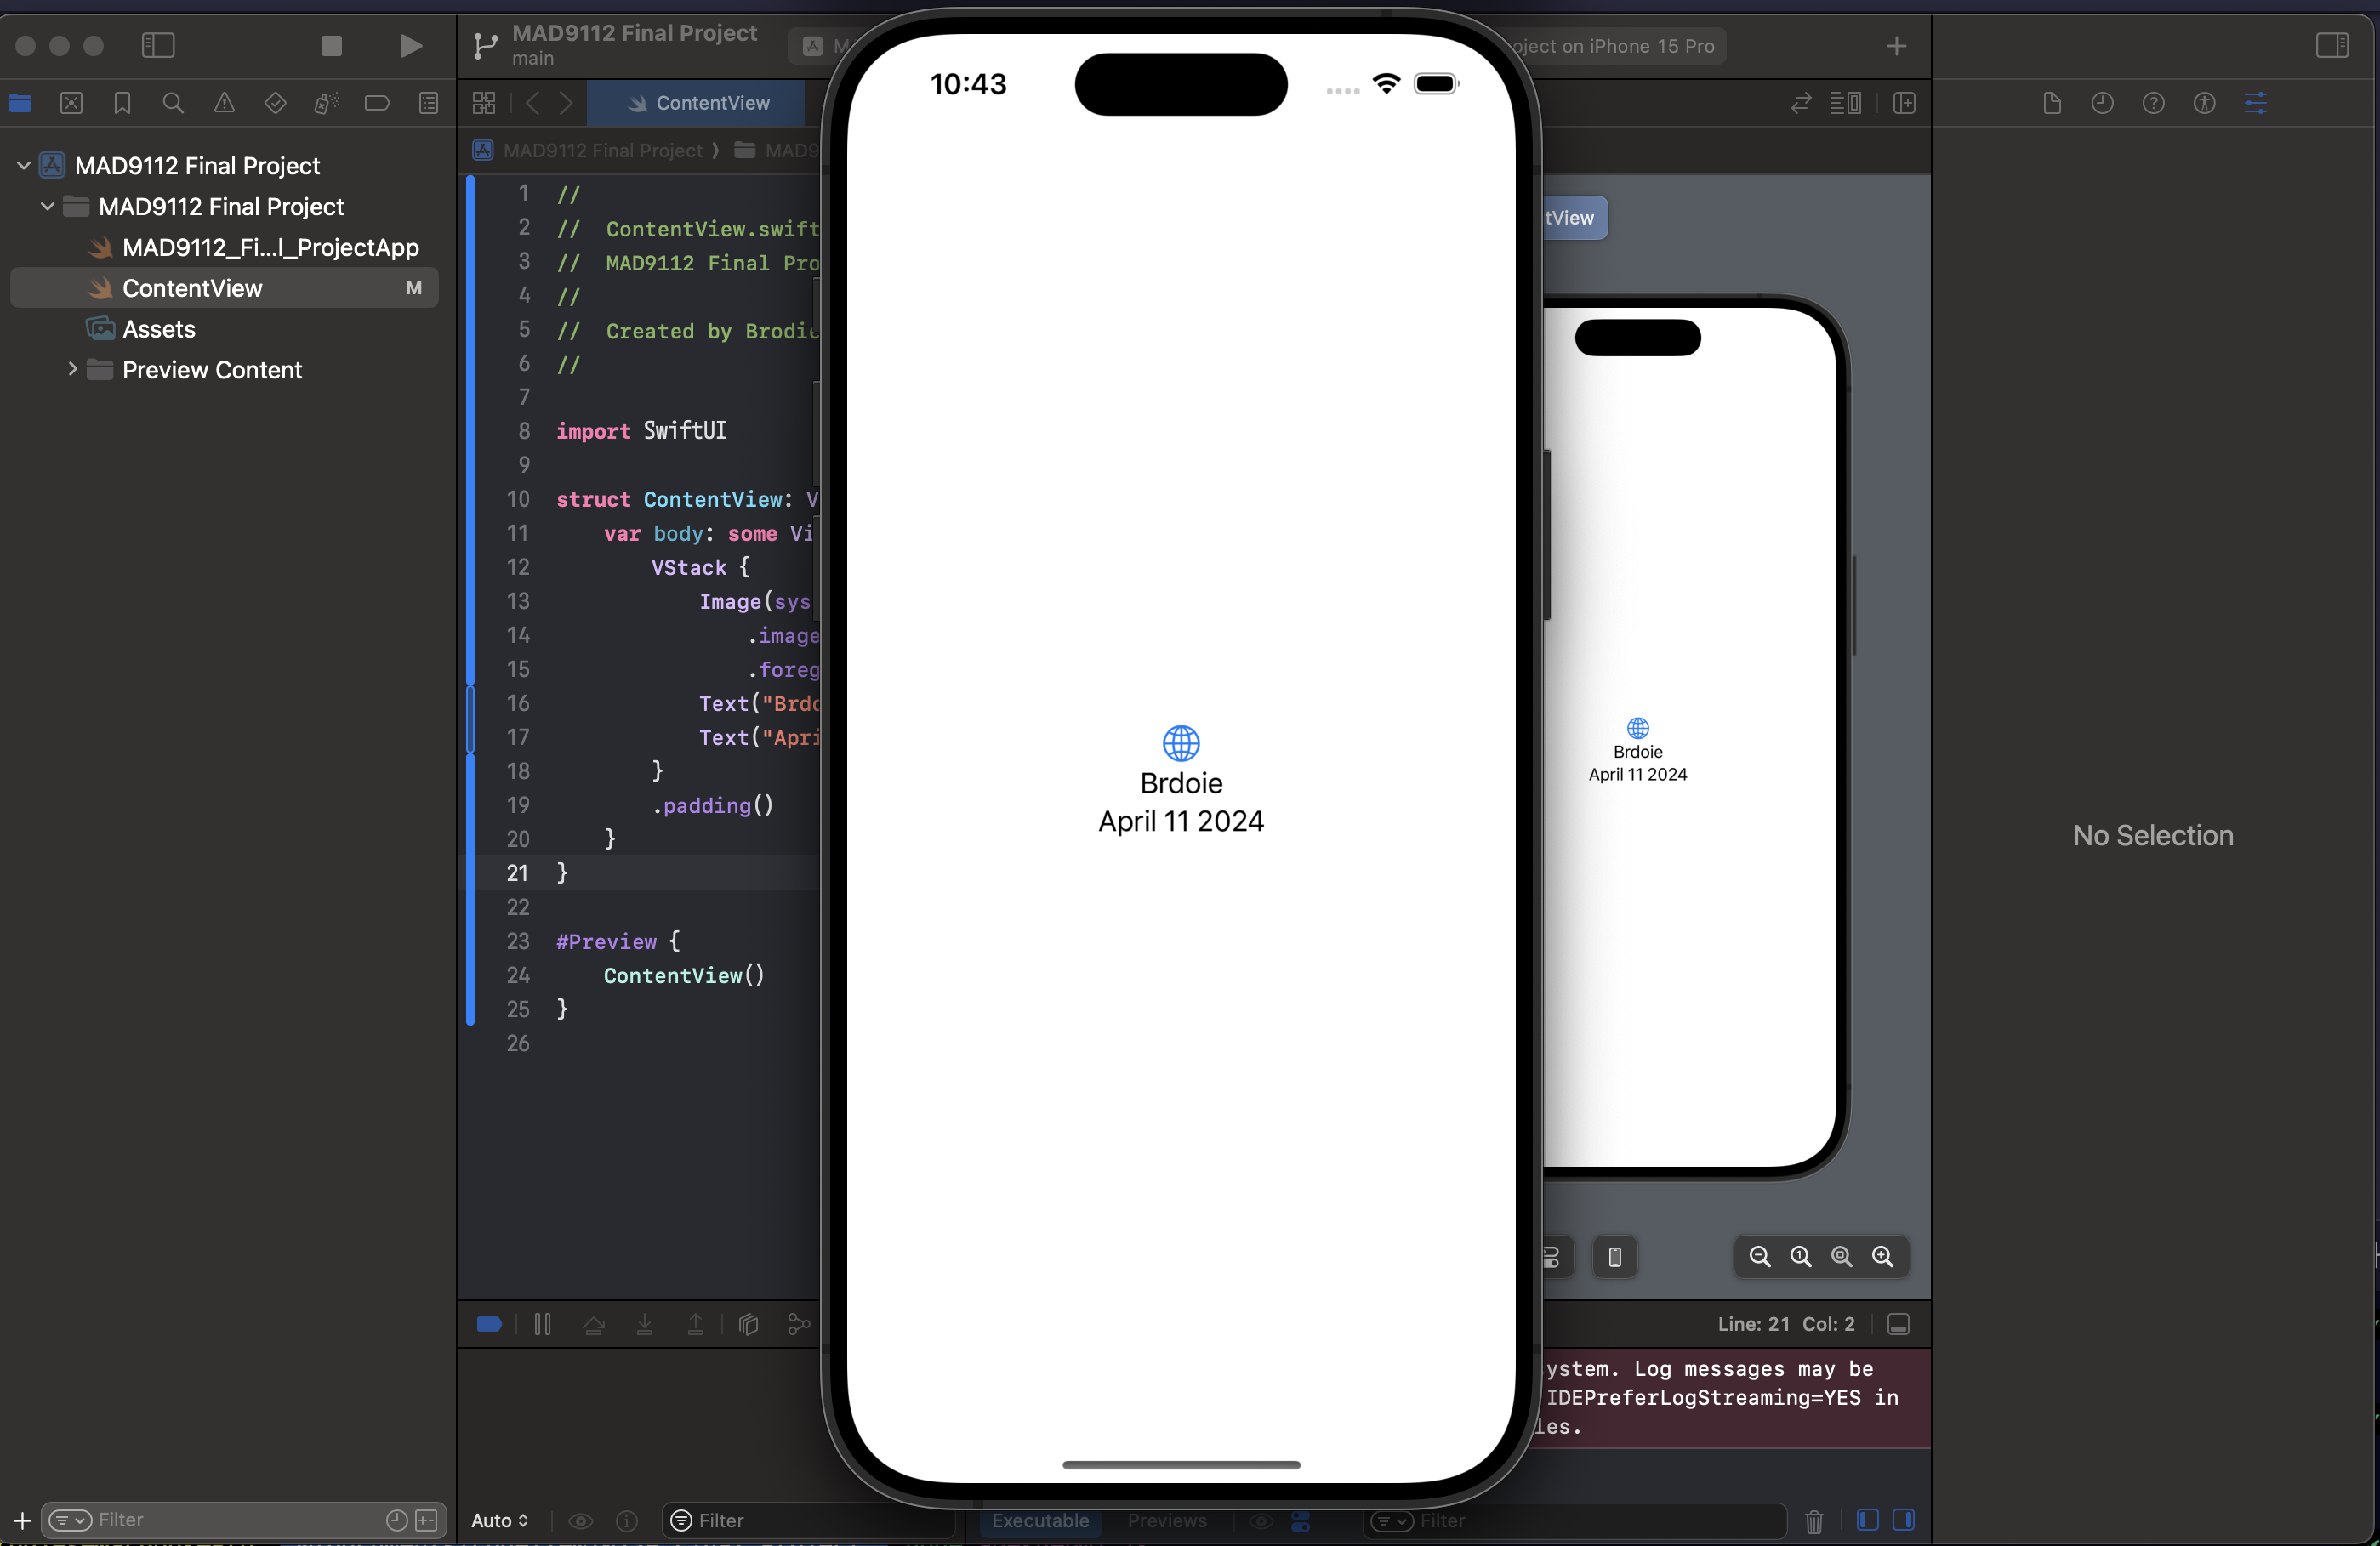 MAD9112 Final Project
main
M
oject on iPhone 15 Pro
ContentView
MAD9112 Final Project
MAD9
MAD9112 Final Project
MAD9112 Final Project
MAD9112_Fi...l_ProjectApp
ContentView
M
Assets
Preview Content
1 //
2 // ContentView.swift
3 // MAD9112 Final Pro
4 //
5 // Created by Brodie
6 //
7
8 import SwiftUI
9
10 struct ContentView: V
11 var body: some Vi
12 VStack {
13 Image(sys
14 .image
15 .foreg
16 Text("Brdo
17 Text("Apri
18 }
19 .padding()
20 }
21 }
22
23 #Preview {
24 ContentView()
25 }
26
10:43
Brdoie
April 11 2024
tView
Brdoie
April 11 2024
No Selection
Line: 21 Col: 2
ystem. Log messages may be
IDEPreferLogStreaming=YES in
les.
Filter
Auto
Filter
Executable
Previews
Filter